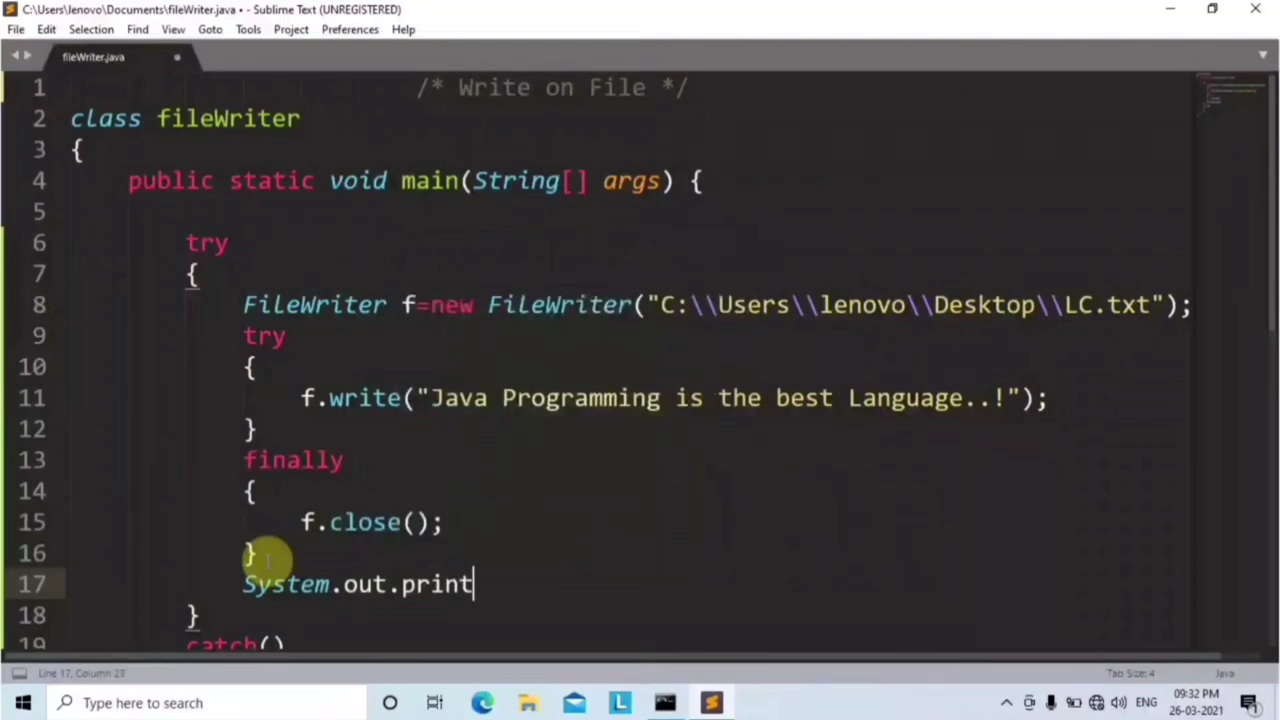 C:\Users\lenovo\Documents\fileWriter.java • - Sublime Text (UNREGISTERED)
File Edit Selection Find View Goto Tools Project Preferences Help
fileWriter.java
1 /* Write on File */
2 class fileWriter
3 {
4 public static void main(String[] args) {
5
6 try
7 {
8 FileWriter f=new FileWriter("C:\\Users\\lenovo\\Desktop\\LC.txt");
9 try
10 {
11 f.write("Java Programming is the best Language..!");
12 }
13 finally
14 {
15 f.close();
16 }
17 System.out.print
18 }
19 catch()
Line 17, Column 23 Tab Size: 4 Java
Type here to search L ENG 09:32 PM
26-03-2021 1